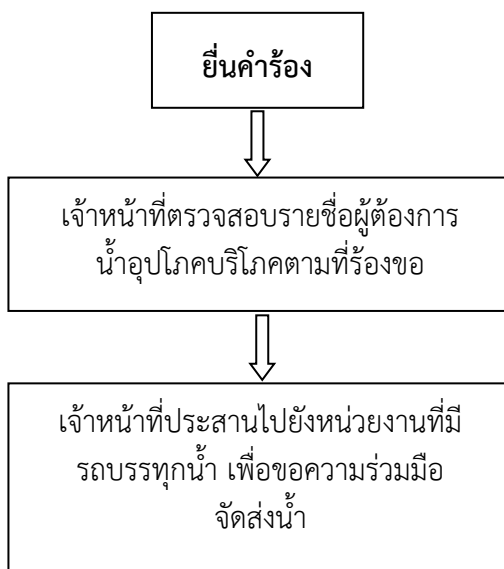 ยื่นคำร้อง
เจ้าหน้าที่ตรวจสอบรายชื่อผู้ต้องการ
น้ำอุปโภคบริโภคตามที่ร้องขอ
เจ้าหน้าที่ประสานไปยังหน่วยงานที่มี
รถบรรทุกน้ำ เพื่อขอความร่วมมือ
จัดส่งน้ำ